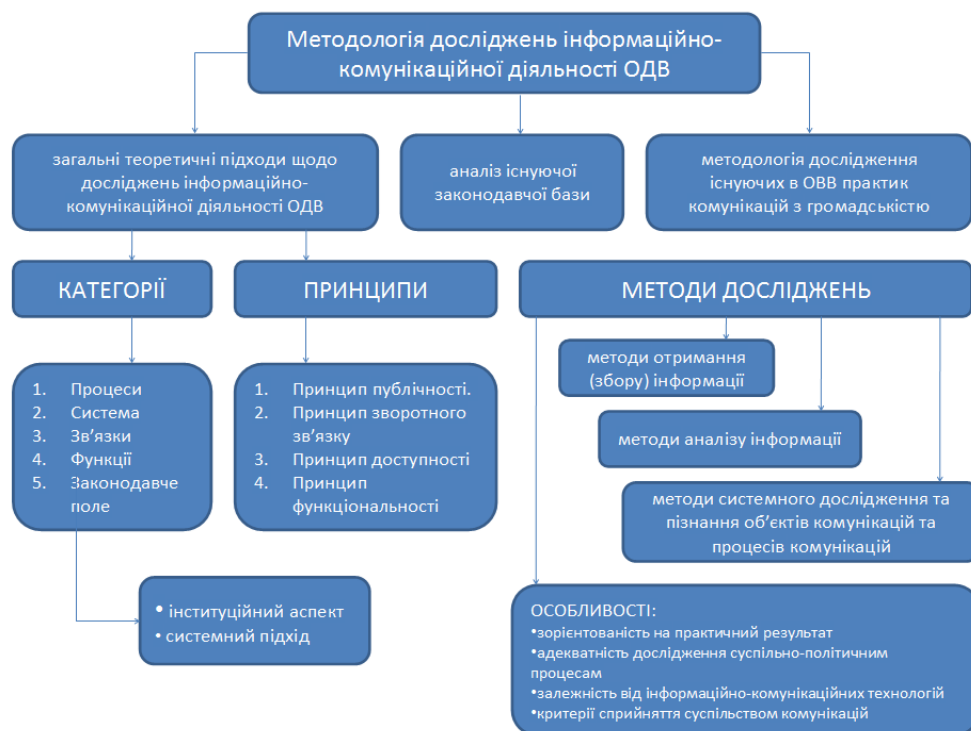 Методологія досліджень інформаційно-
комунікаційної діяльності ОДВ
загальні теоретичні підходи щодо
досліджень інформаційно-
комунікаційної діяльності ОДВ
аналіз існуючої
законодавчої бази
методологія дослідження
існуючих в ОВВ практик
комунікацій з громадськістю
КАТЕГОРІЇ
ПРИНЦИПИ
МЕТОДИ ДОСЛІДЖЕНЬ
1. Процеси
2. Система
3. Зв’язки
4. Функції
5. Законодавче
поле
1. Принцип публічності.
2. Принцип зворотного
зв’язку
3. Принцип доступності
4. Принцип
функціональності
методи отримання
(збору) інформації
методи аналізу інформації
методи системного дослідження та
пізнання об’єктів комунікацій та
процесів комунікацій
• інституційний аспект
• системний підхід
ОСОБЛИВОСТІ:
•зорієнтованість на практичний результат
•адекватність дослідження суспільно-політичним
процесам
•залежність від інформаційно-комунікаційних технологій
•критерії сприйняття суспільством комунікацій